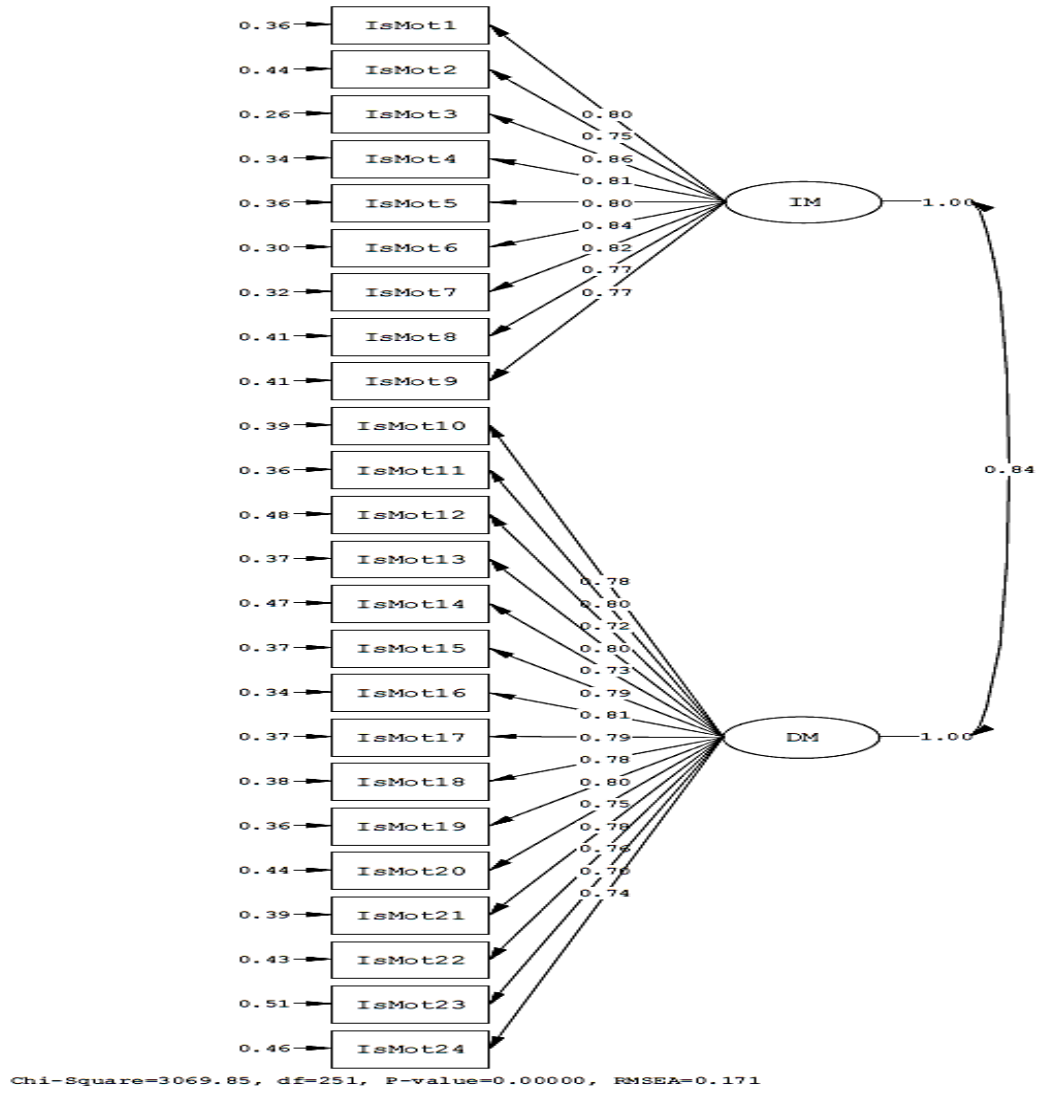 0.36 IsMot1
0.44 IsMot2
0.26 IsMot3
0.80
0.75
0.34 IsMot4 0.86
0.81
0.36 IsMot5 0.80 IM 1.00
0.84
0.30 IsMot6 0.82
0.77
0.32 IsMot7 0.77
0.41 IsMot8
0.41 IsMot9
0.39 IsMot10
0.36 IsMot11 0.84
0.48 IsMot12
0.37 IsMot13
0.78
0.47 IsMot14 0.80
0.72
0.37 IsMot15 0.80
0.73
0.34 IsMot16 0.79
0.81
0.37 IsMot17 0.79 DM 1.00
0.78
0.38 IsMot18 0.80
0.75
0.36 IsMot19 0.78
0.76
0.44 IsMot20 0.70
0.74
0.39 IsMot21
0.43 IsMot22
0.51 IsMot23
0.46 IsMot24
Chi-Square=3069.85, df=251, P-value=0.00000, RMSEA=0.171